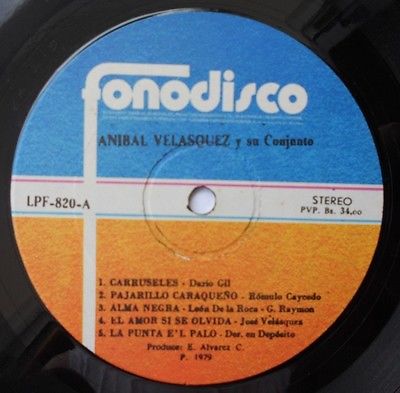 fonodisco
ANIBAL VELASQUEZ y su Conjunto
LPF-820-A
STEREO
PVP. Bs. 34,00
1. CARRUSELES - Dario Gil
2. PAJARILLO CARAQUEÑO - Rómulo Caycedo
3. ALMA NEGRA - León De la Roca - G. Raymon
4. EL AMOR SI SE OLVIDA - José Velásquez
5. LA PUNTA E'L PALO - Der. en Depósito
Produce: E. Alvarez C.
P. 1979